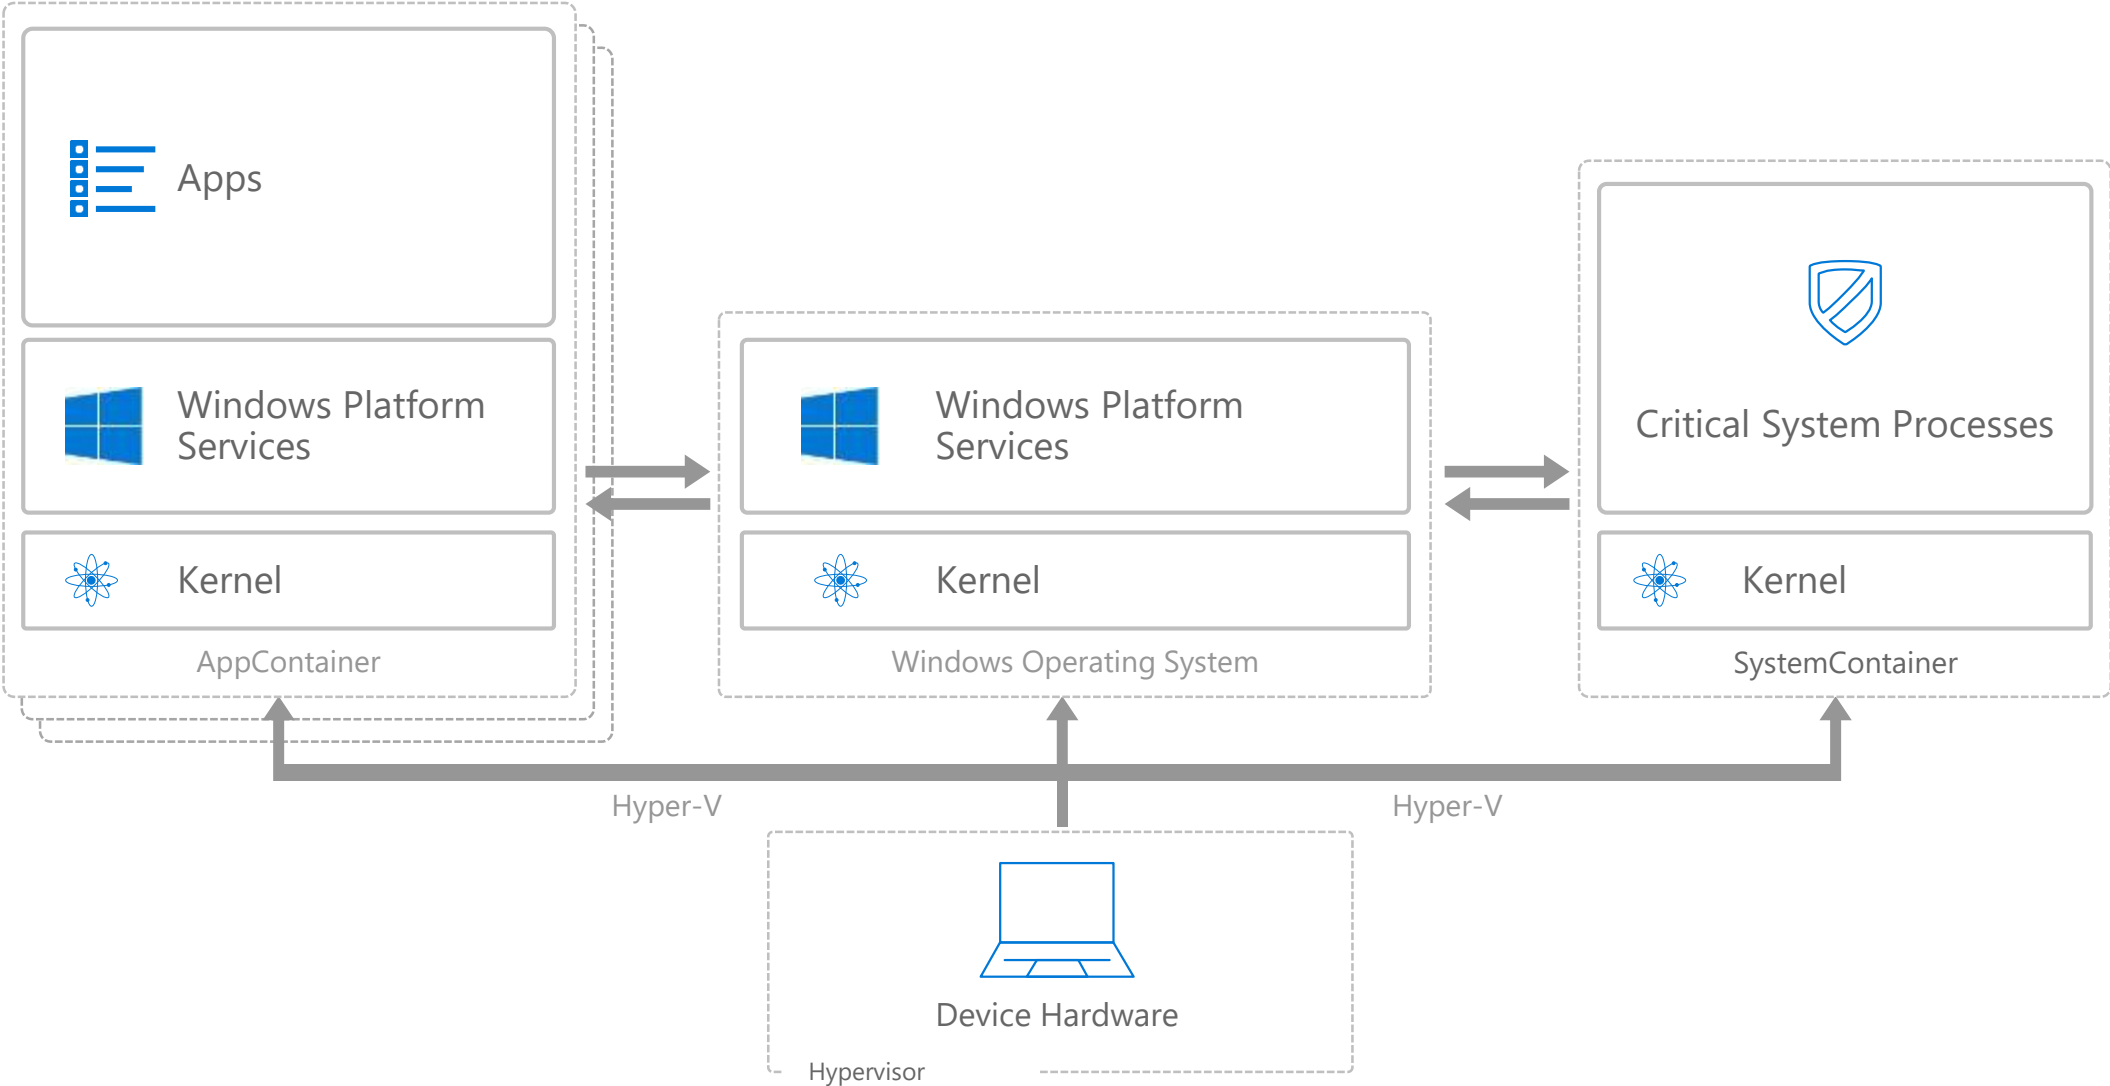 Apps
Windows Platform
Services
Kernel
AppContainer
Windows Platform
Services
Kernel
Windows Operating System
Critical System Processes
Kernel
SystemContainer
Hyper-V
Hyper-V
Device Hardware
Hypervisor